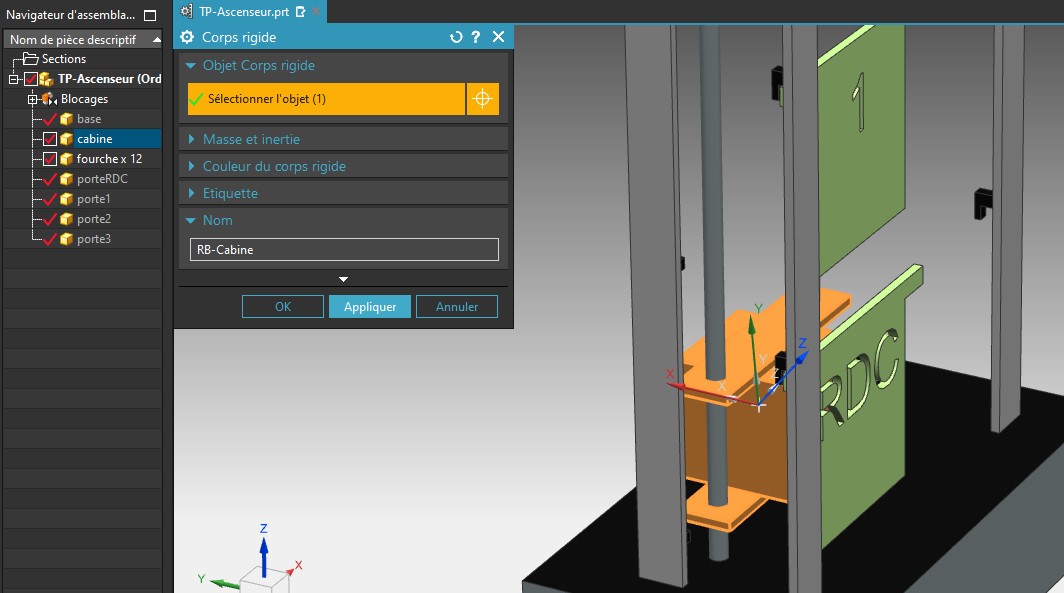 Navigateur d'assembla...
Nom de pièce descriptif
Sections
TP-Ascenseur (Ord
Blocages
base
cabine
fourche x 12
porteRDC
porte1
porte2
porte3
TP-Ascenseur.prt
Corps rigide
Objet Corps rigide
Sélectionner l'objet (1)
Masse et inertie
Couleur du corps rigide
Etiquette
Nom
RB-Cabine
OK
Appliquer
Annuler
1
RDC
Y
Z
X
Y
Z
X
Z
X
Y